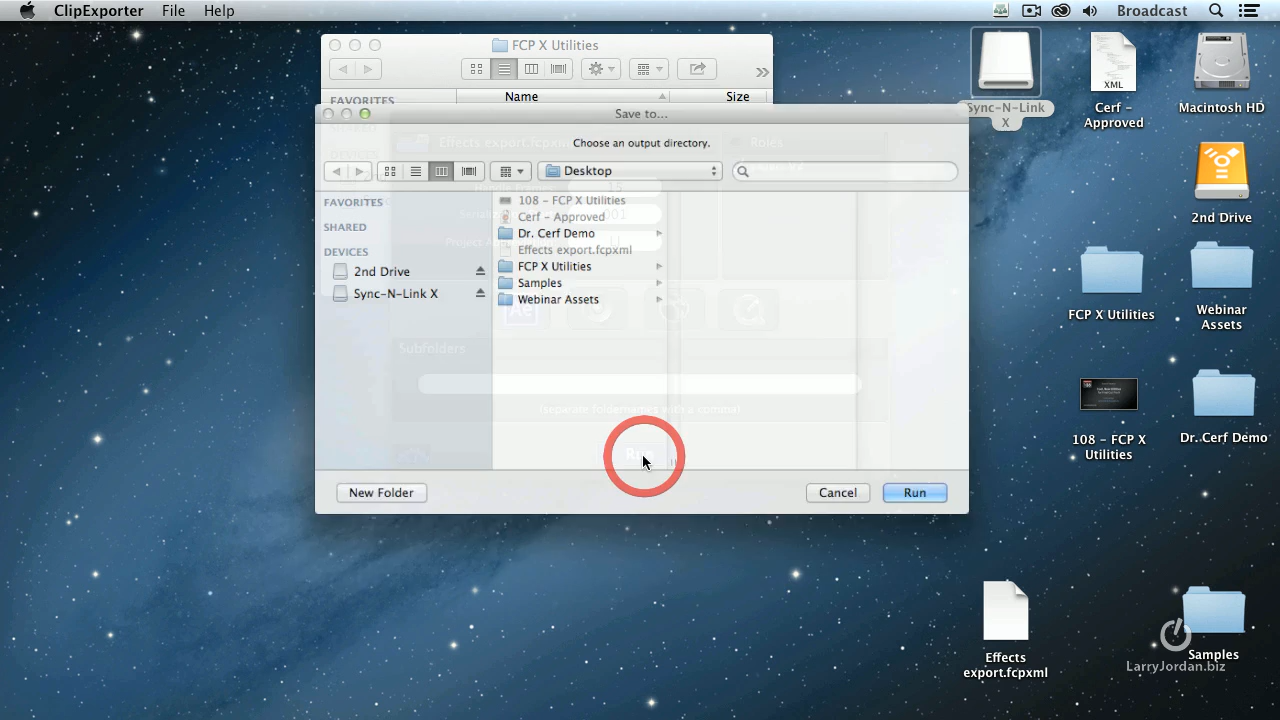 ClipExporter File Help
Broadcast
FCP X Utilities
FAVORITES
Name
Size
Save to...
Choose an output directory.
Effects export.fcpxml
Roles
Desktop
15
FAVORITES
SHARED
DEVICES
2nd Drive
Sync-N-Link X
108 - FCP X Utilities
Cerf - Approved
Dr. Cerf Demo
Effects export.fcpxml
FCP X Utilities
Samples
Webinar Assets
001
Ae
Subfolders
(separate foldernames with a comma)
New Folder
Cancel
Run
Sync-N-Link
X
XML
Cerf -
Approved
Macintosh HD
2nd Drive
FCP X Utilities
Webinar
Assets
108 - FCP X
Utilities
Dr. Cerf Demo
Effects
export.fcpxml
Samples
LarryJordan.biz